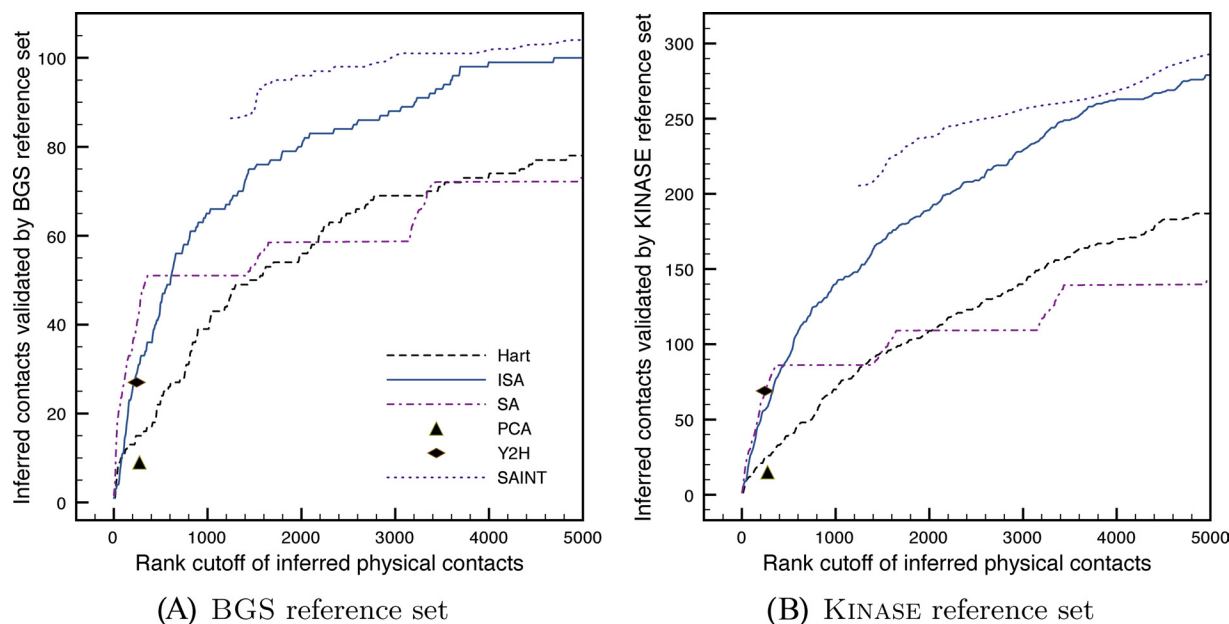 Inferred contacts validated by BGS reference set
100
80
60
40
20
0
Hart
ISA
SA
PCA
Y2H
SAINT
0 1000 2000 3000 4000 5000
Rank cutoff of inferred physical contacts
(A) BGS reference set
Inferred contacts validated by KINASE reference set
300
250
200
150
100
50
0
0 1000 2000 3000 4000 5000
Rank cutoff of inferred physical contacts
(B) KINASE reference set